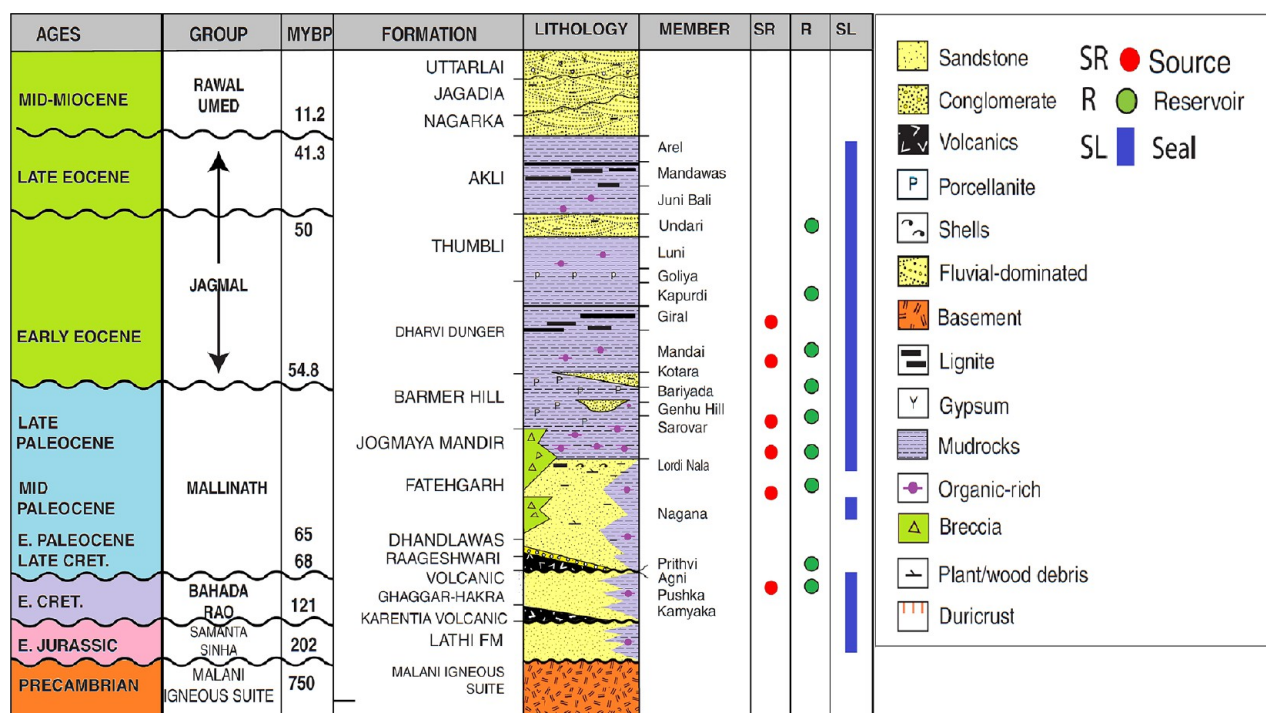 AGES GROUP MYBP FORMATION LITHOLOGY MEMBER SR R SL
MID-MIOCENE
LATE EOCENE
EARLY EOCENE
LATE
PALEOCENE
MID
PALEOCENE
E. PALEOCENE
LATE CRET.
E. CRET.
E. JURASSIC
PRECAMBRIAN
RAWAL
UMED
JAGMAL
MALLINATH
BAHADA
RAO
SAMANTA
SINHA
MALANI
IGNEOUS SUITE
11.2
41.3
50
54.8
65
68
121
202
750
UTTARLAI
JAGADIA
NAGARKA
AKLI
THUMBLI
DHARVI DUNGER
BARMER HILL
JOGMAYA MANDIR
FATEHGARH
DHANDLAWAS
RAAGESHWARI
VOLCANIC
GHAGGAR-HAKRA
KARENTIA VOLCANIC
LATHI FM
MALANI IGNEOUS
SUITE
P P P
P P
P P
P
P
P
Arel
Mandawas
Juni Bali
Undari
Luni
Goliya
Kapurdi
Giral
Mandai
Kotara
Bariyada
Genhu Hill
Sarovar
Lordi Nala
Nagana
Prithvi
Agni
Pushka
Kamyaka
Sandstone
Conglomerate
Volcanics
P Porcellanite
Shells
Fluvial-dominated
Basement
Lignite
Y Gypsum
Mudrocks
Organic-rich
Breccia
Plant/wood debris
Duricrust
SR Source
R Reservoir
SL Seal